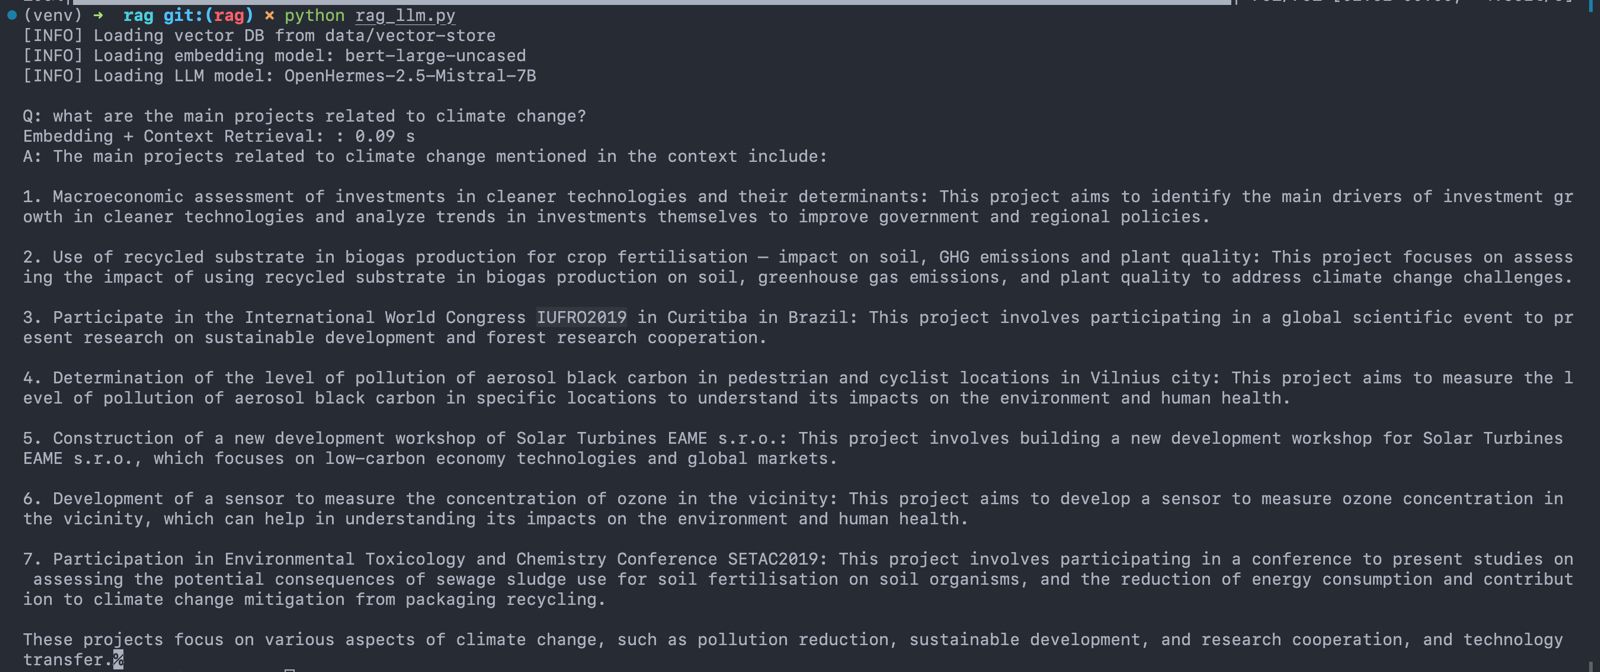 (venv) → rag git:(rag) × python rag_llm.py
[INFO] Loading vector DB from data/vector-store
[INFO] Loading embedding model: bert-large-uncased
[INFO] Loading LLM model: OpenHermes-2.5-Mistral-7B
Q: what are the main projects related to climate change?
Embedding + Context Retrieval: : 0.09 s
A: The main projects related to climate change mentioned in the context include:
1. Macroeconomic assessment of investments in cleaner technologies and their determinants: This project aims to identify the main drivers of investment gr
owth in cleaner technologies and analyze trends in investments themselves to improve government and regional policies.
2. Use of recycled substrate in biogas production for crop fertilisation – impact on soil, GHG emissions and plant quality: This project focuses on assess
ing the impact of using recycled substrate in biogas production on soil, greenhouse gas emissions, and plant quality to address climate change challenges.
3. Participate in the International World Congress IUFRO2019 in Curitiba in Brazil: This project involves participating in a global scientific event to pr
esent research on sustainable development and forest research cooperation.
4. Determination of the level of pollution of aerosol black carbon in pedestrian and cyclist locations in Vilnius city: This project aims to measure the l
evel of pollution of aerosol black carbon in specific locations to understand its impacts on the environment and human health.
5. Construction of a new development workshop of Solar Turbines EAME s.r.o.: This project involves building a new development workshop for Solar Turbines
EAME s.r.o., which focuses on low-carbon economy technologies and global markets.
6. Development of a sensor to measure the concentration of ozone in the vicinity: This project aims to develop a sensor to measure ozone concentration in
the vicinity, which can help in understanding its impacts on the environment and human health.
7. Participation in Environmental Toxicology and Chemistry Conference SETAC2019: This project involves participating in a conference to present studies on
assessing the potential consequences of sewage sludge use for soil fertilisation on soil organisms, and the reduction of energy consumption and contribut
ion to climate change mitigation from packaging recycling.
These projects focus on various aspects of climate change, such as pollution reduction, sustainable development, and research cooperation, and technology
transfer.%